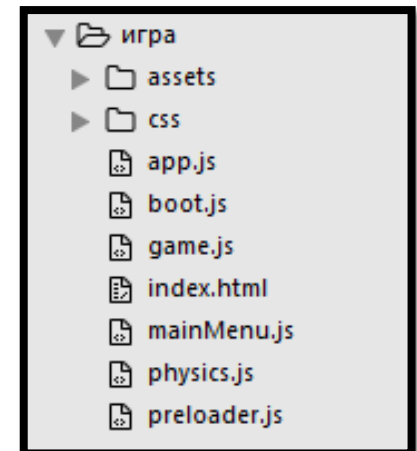 игра
assets
css
app.js
boot.js
game.js
index.html
mainMenu.js
physics.js
preloader.js